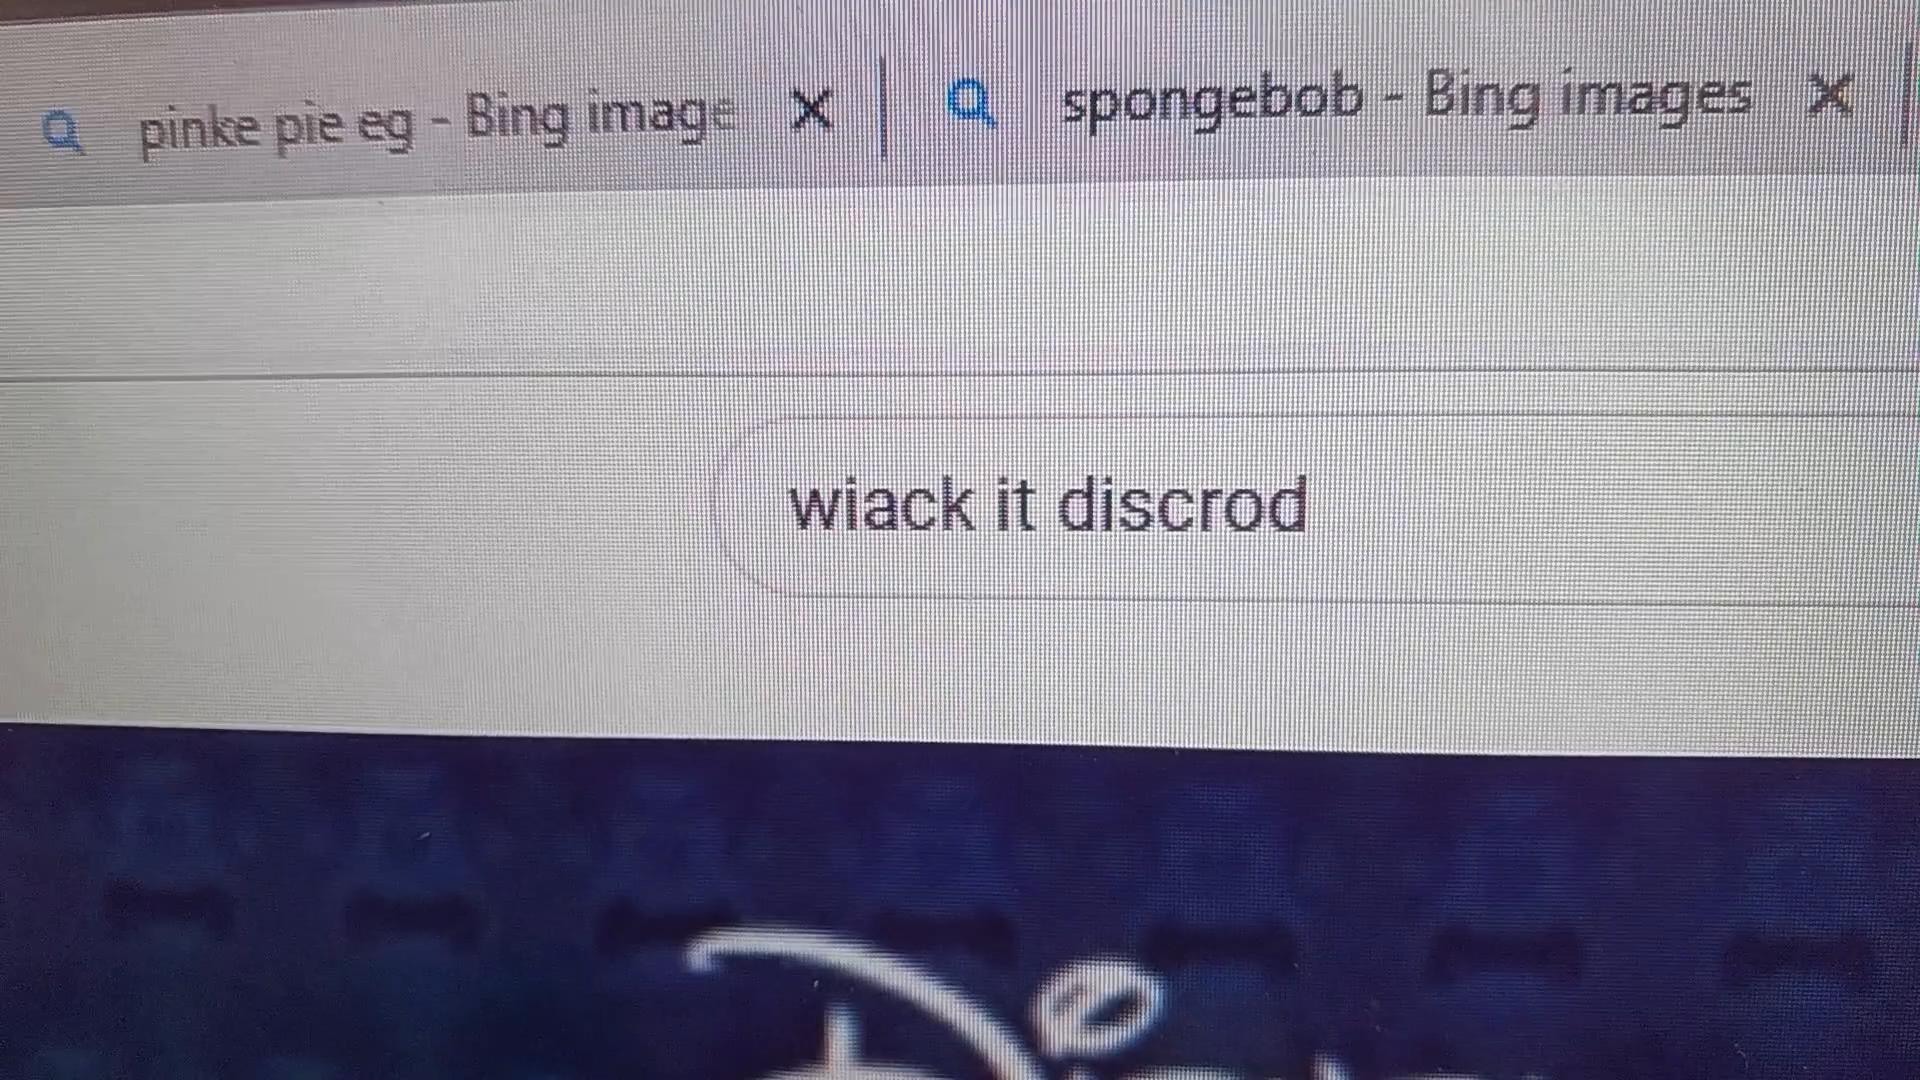 pinke pie eg - Bing image
spongebob - Bing images
wiack it discrod